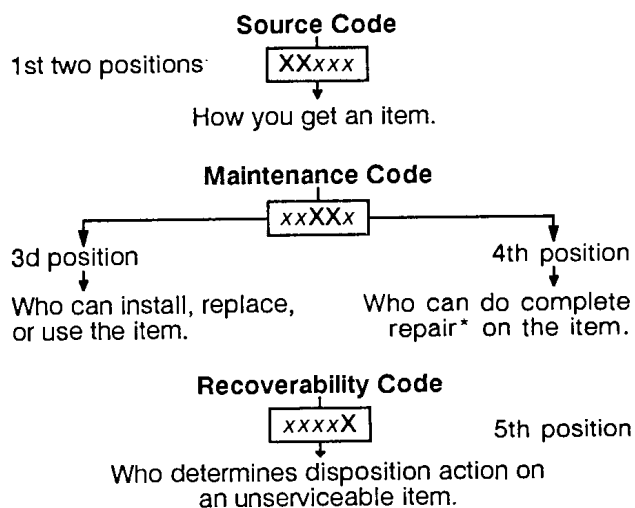 Source Code
1st two positions
XXxxx
How you get an item.
Maintenance Code
xxXXx
3d position
4th position
Who can install, replace,
or use the item.
Who can do complete
repair* on the item.
Recoverability Code
xxxxX
5th position
Who determines disposition action on
an unserviceable item.